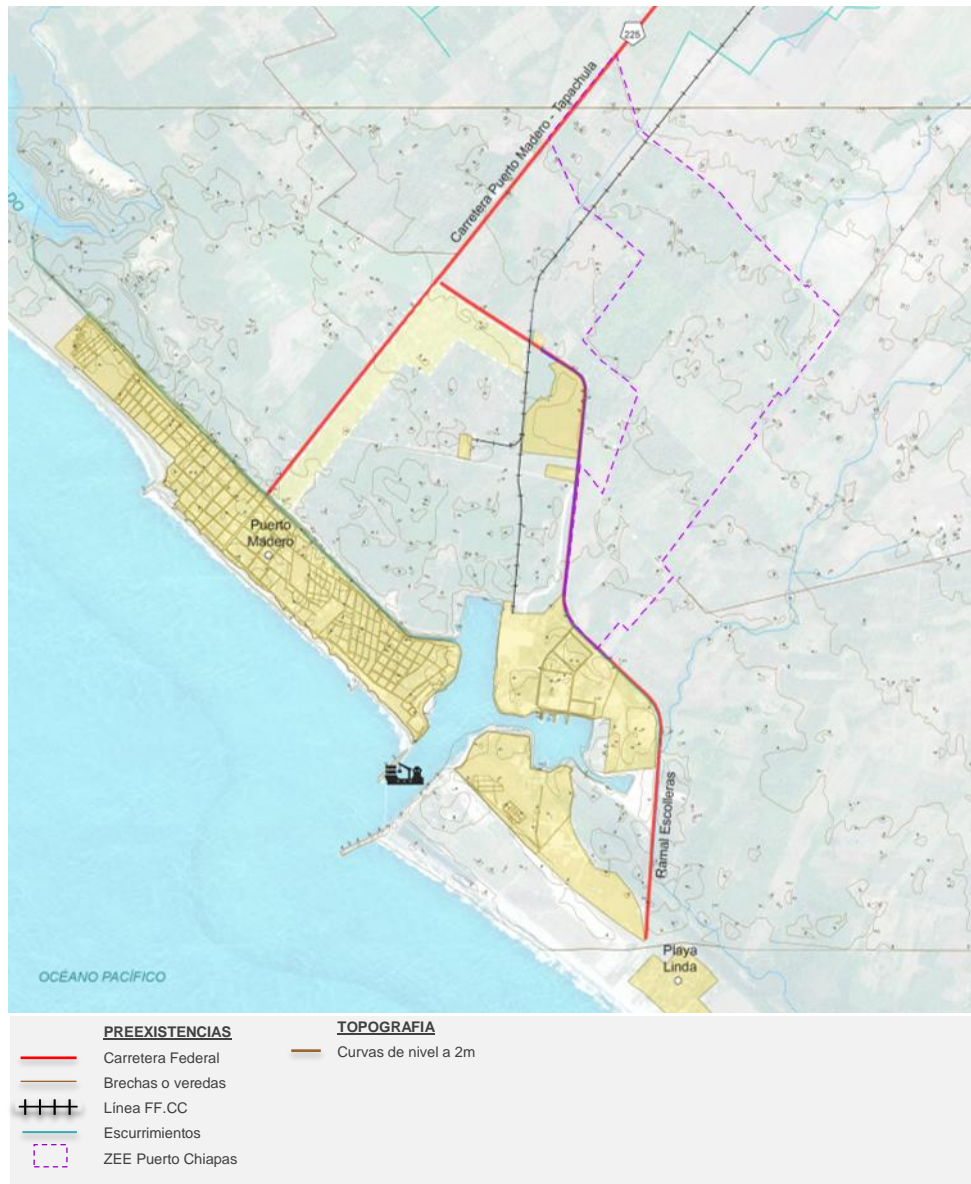 225
Carretera Puerto Madero - Tapachula
DO
Puerto
Madero
Ramal Escolleras
Playa
Linda
OCÉANO PACÍFICO
PREEXISTENCIAS
Carretera Federal
Brechas o veredas
Línea FF.CC
Escurrimientos
ZEE Puerto Chiapas
TOPOGRAFIA
Curvas de nivel a 2m